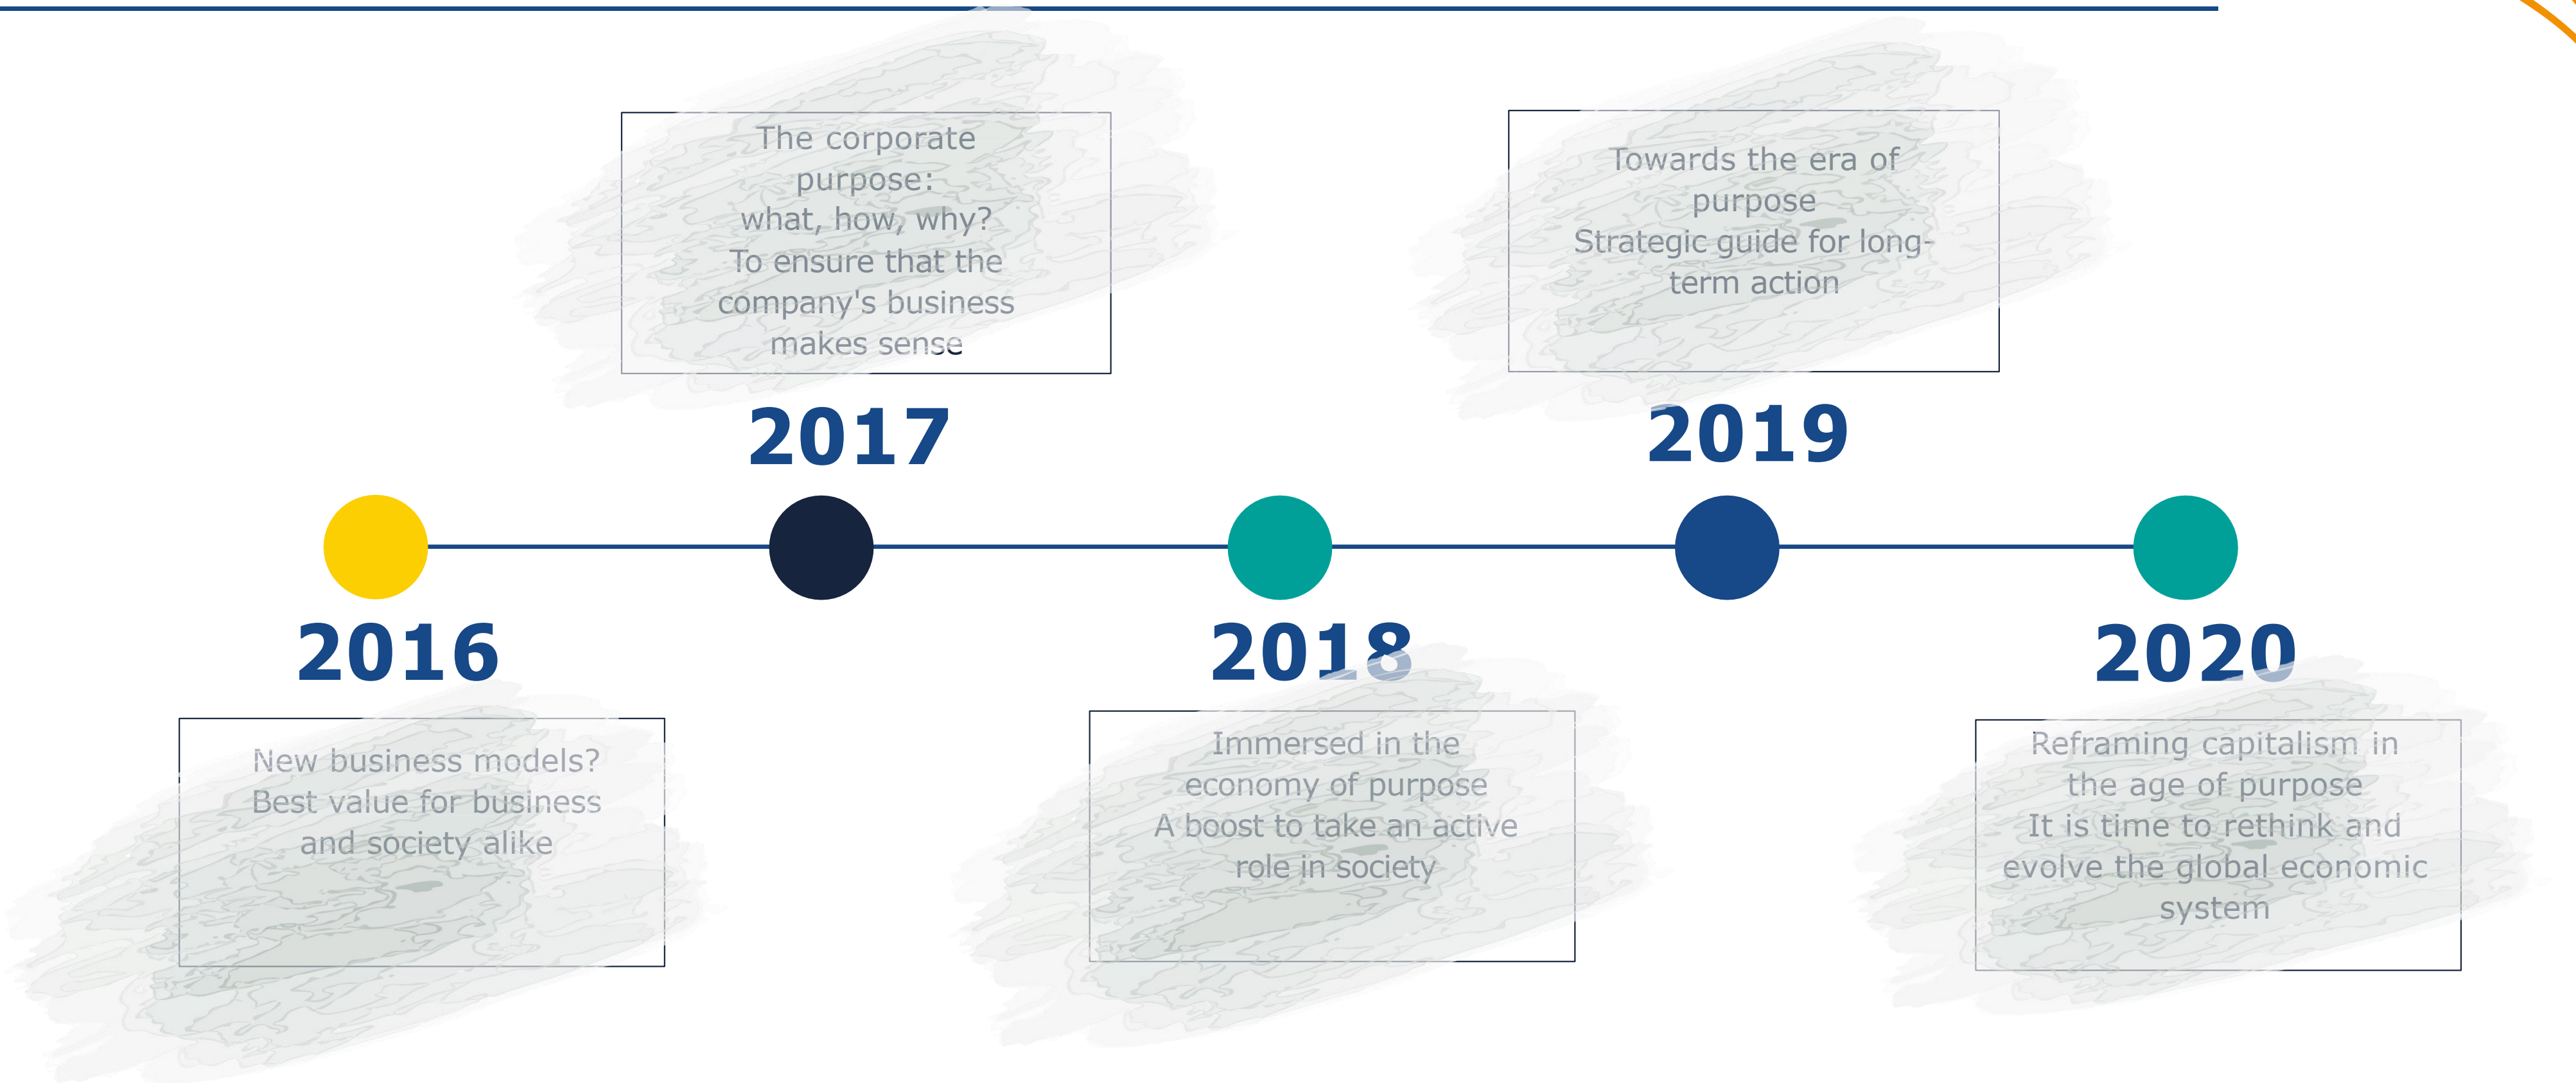 The corporate
purpose:
what, how, why?
To ensure that the
company's business
makes sense
2017
Towards the era of
purpose
Strategic guide for long-
term action
2019
2016
New business models?
Best value for business
and society alike
2018
Immersed in the
economy of purpose
A boost to take an active
role in society
2020
Reframing capitalism in
the age of purpose
It is time to rethink and
evolve the global economic
system